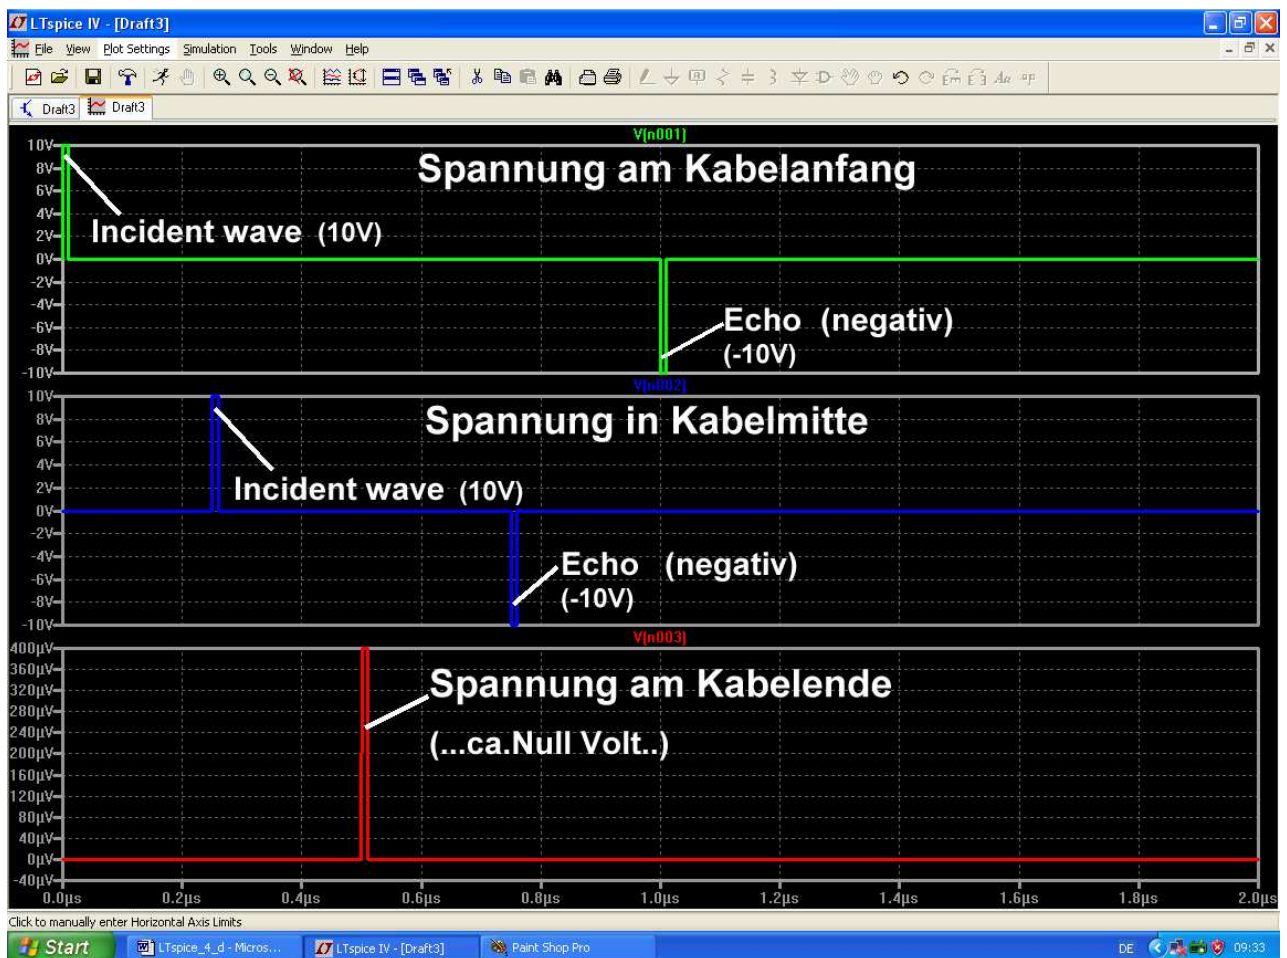 LTspice IV - [Draft3]
File View Plot Settings Simulation Tools Window Help
Draft3 Draft3
V(n001)
10V
8V
6V
4V
2V
0V
-2V
-4V
-6V
-8V
-10V
Spannung am Kabelanfang
Incident wave (10V)
Echo (negativ)
(-10V)
V(n002)
10V
8V
6V
4V
2V
0V
-2V
-4V
-6V
-8V
-10V
Spannung in Kabelmitte
Incident wave (10V)
Echo (negativ)
(-10V)
V(n003)
400µV
360µV
320µV
280µV
240µV
200µV
160µV
120µV
80µV
40µV
0µV
-40µV
Spannung am Kabelende
(...ca.Null Volt..)
0.0µs 0.2µs 0.4µs 0.6µs 0.8µs 1.0µs 1.2µs 1.4µs 1.6µs 1.8µs 2.0µs
Click to manually enter Horizontal Axis Limits
Start LTspice_4_d - Micros... LTspice IV - [Draft3] Paint Shop Pro DE 09:33